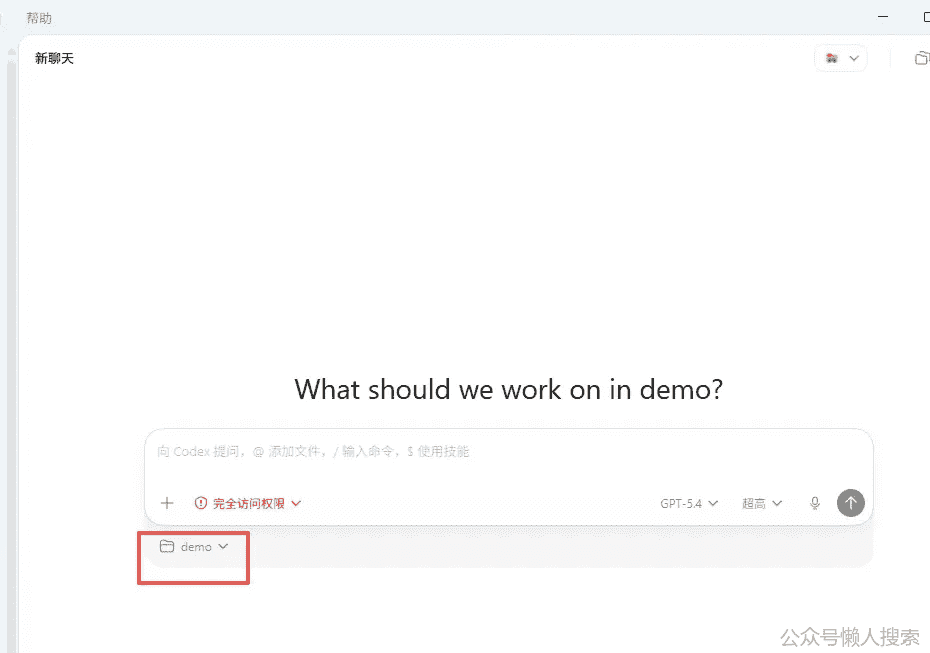 帮助
新聊天
What should we work on in demo?
向 Codex 提问，@ 添加文件，/ 输入命令，$ 使用技能
完全访问权限 GPT-5.4 超高
demo
公众号懒人搜索